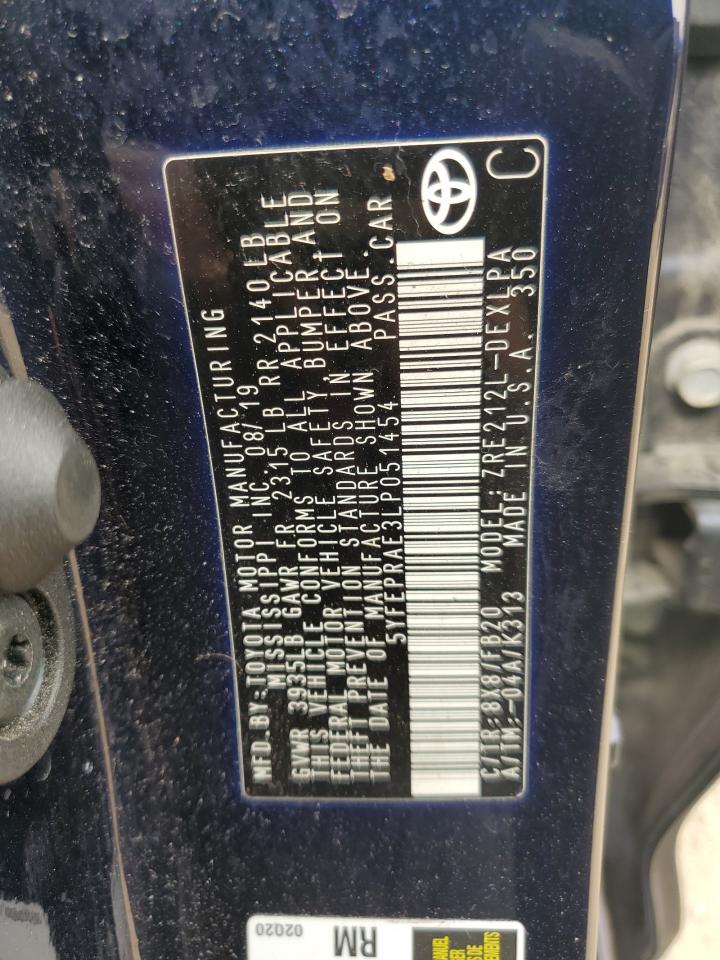 MFD.BY:TOYOTA MOTOR MANUFACTURING
MISSISSIPPI INC. 08/19
GVWR 3935LB GAWR FR 2315 LB RR 2140 LB
THIS VEHICLE CONFORMS TO ALL APPLICABLE
FEDERAL MOTOR VEHICLE SAFETY, BUMPER, AND
THEFT PREVENTION STANDARDS IN EFFECT ON
THE DATE OF MANUFACTURE SHOWN ABOVE.
5YFEPRAE3LP051454 PASS.CAR
C/TR:8X8/FB20 MODEL:ZRE212L-DEXLPA
A/TM:-04A/K313 MADE IN U.S.A. 350
C
02Q20
RM